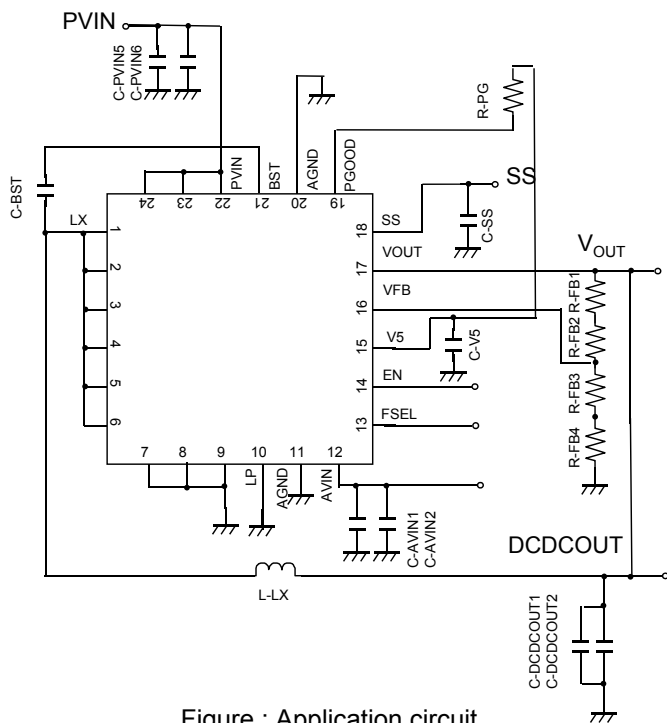 PVIN
C-PVIN5
C-PVIN6
R-PG
C-BST
PVIN
BST
AGND
PGOOD
24
23
22
21
20
19
LX
1
2
3
4
5
6
18
17
16
15
14
13
SS
SS
C-SS
VOUT
VOUT
VFB
V5
C-V5
EN
FSEL
R-FB1
R-FB2
R-FB3
R-FB4
7
8
9
10
11
12
LP
AGND
AVIN
C-AVIN1
C-AVIN2
DCDCOUT
L-LX
C-DCDCOUT1
C-DCDCOUT2
Figure : Application circuit